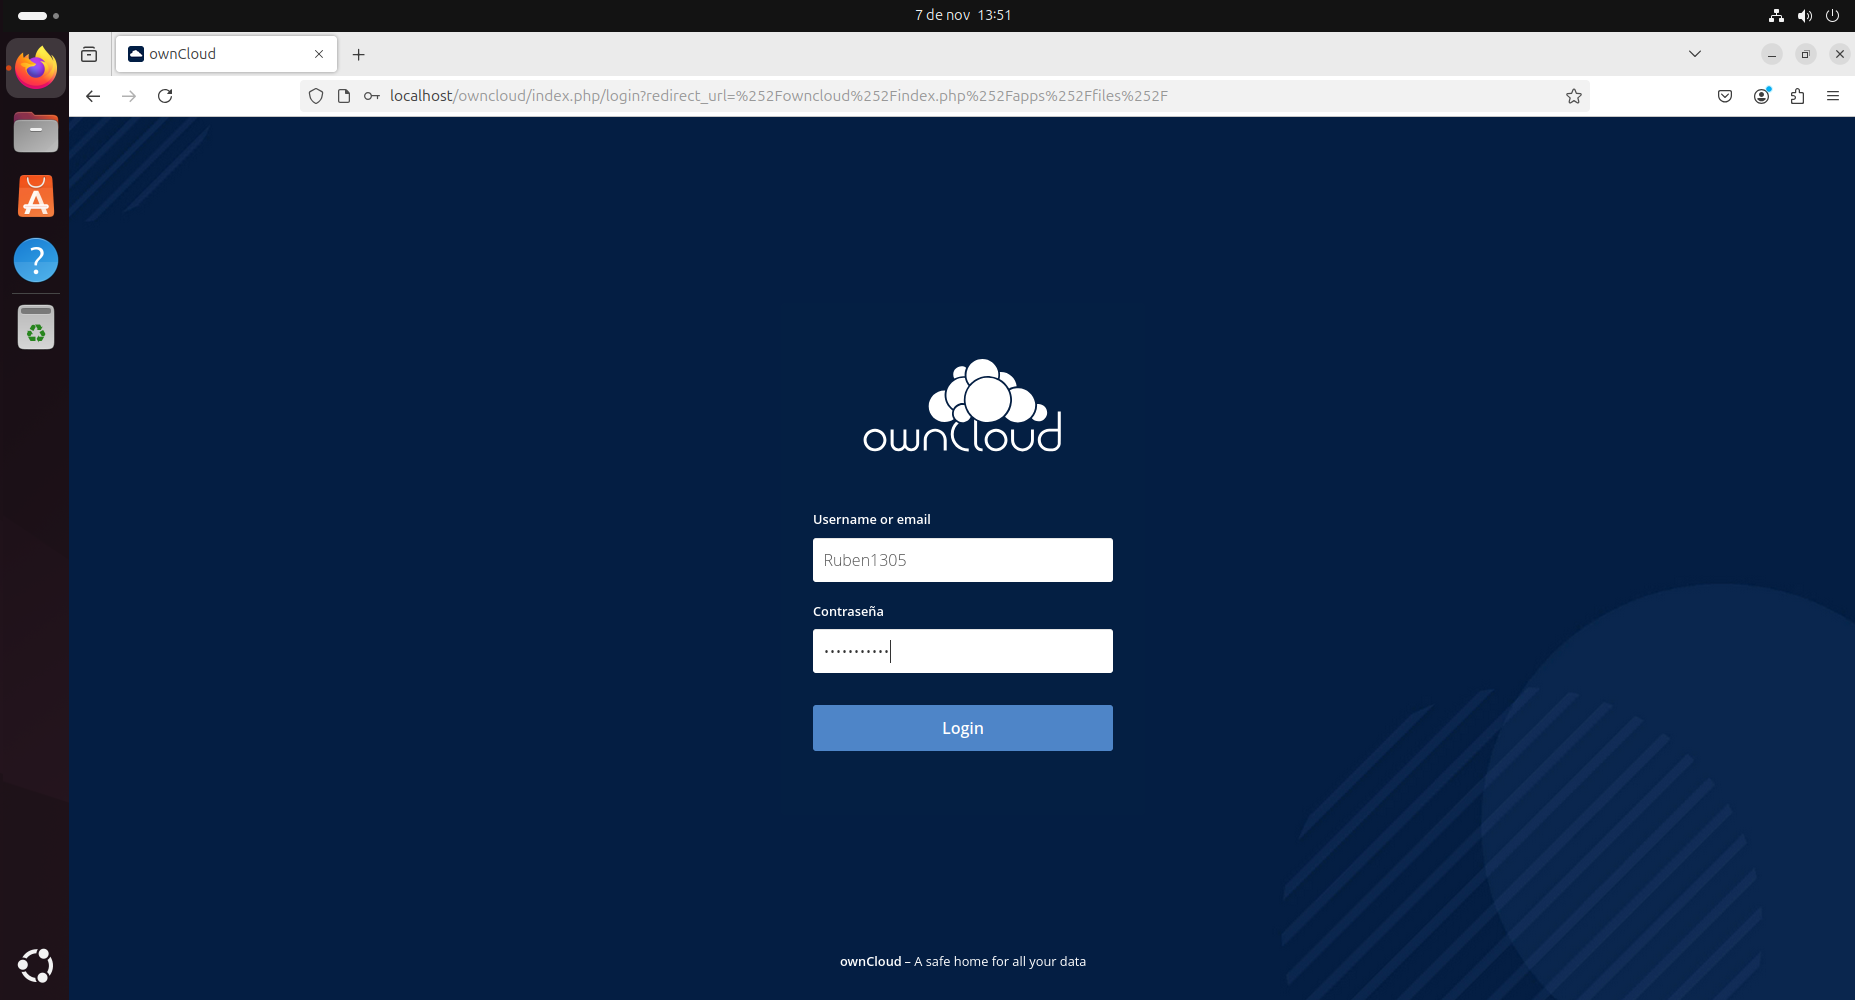 7 de nov 13:51
ownCloud
localhost/owncloud/index.php/login?redirect_url=%252Fowncloud%252Findex.php%252Fapps%252Ffiles%252F
ownCloud
Username or email
Ruben1305
Contraseña
•••••••••••
Login
ownCloud – A safe home for all your data